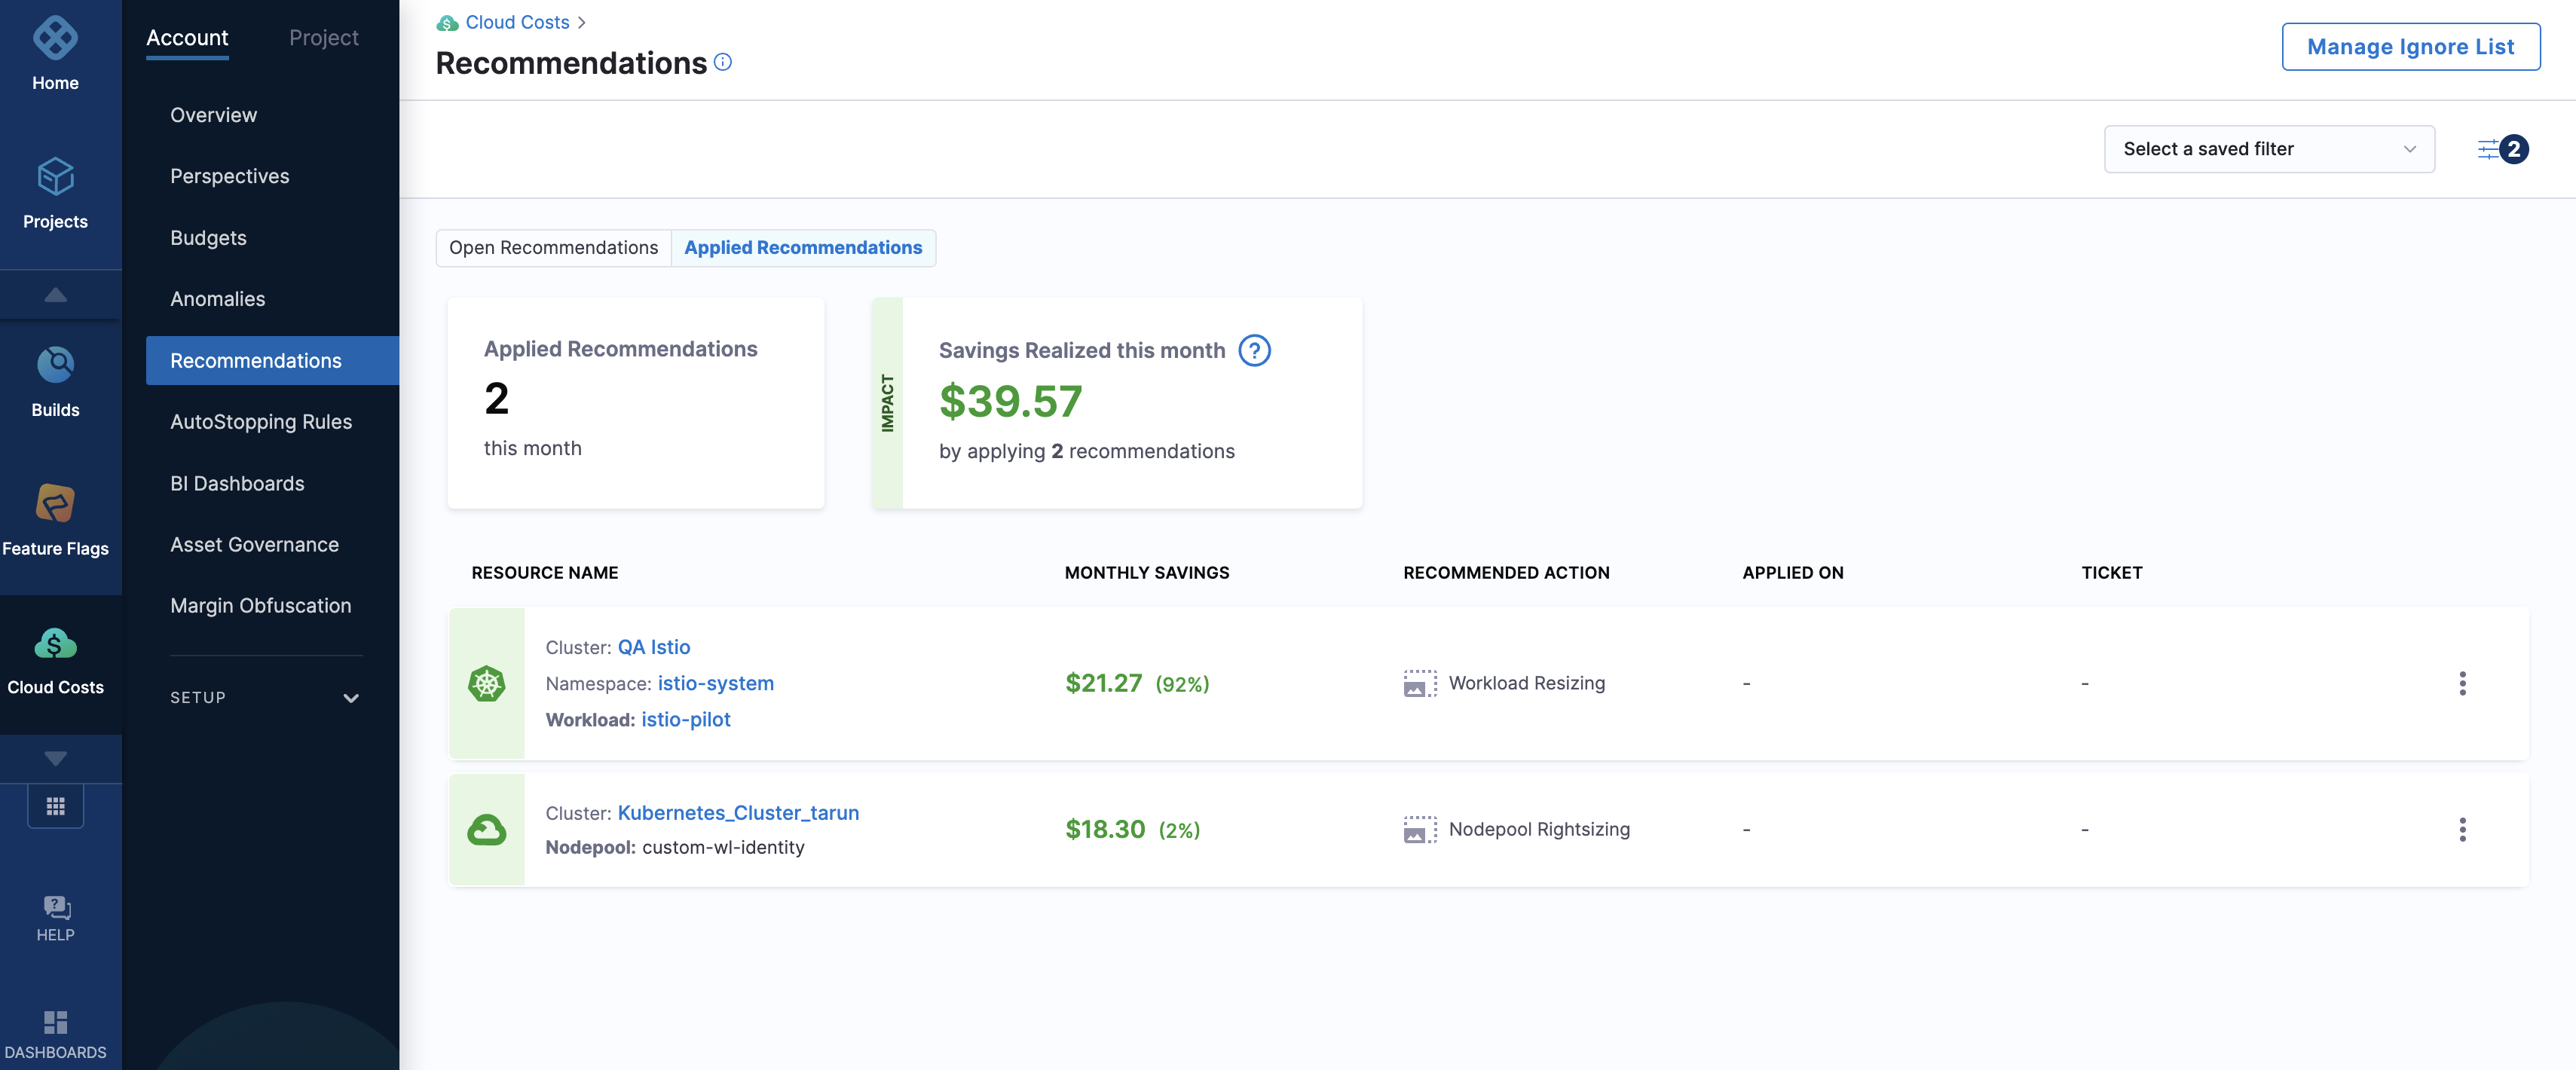 Home
Projects
Builds
Feature Flags
Cloud Costs
HELP
DASHBOARDS
Account
Project
Overview
Perspectives
Budgets
Anomalies
Recommendations
AutoStopping Rules
BI Dashboards
Asset Governance
Margin Obfuscation
SETUP
Cloud Costs >
Recommendations
Manage Ignore List
Select a saved filter
2
Open Recommendations
Applied Recommendations
Applied Recommendations
2
this month
IMPACT
Savings Realized this month ?
$39.57
by applying 2 recommendations
RESOURCE NAME MONTHLY SAVINGS RECOMMENDED ACTION APPLIED ON TICKET
Cluster: QA Istio
Namespace: istio-system
Workload: istio-pilot
$21.27 (92%)
Workload Resizing
-
-
Cluster: Kubernetes_Cluster_tarun
Nodepool: custom-wl-identity
$18.30 (2%)
Nodepool Rightsizing
-
-